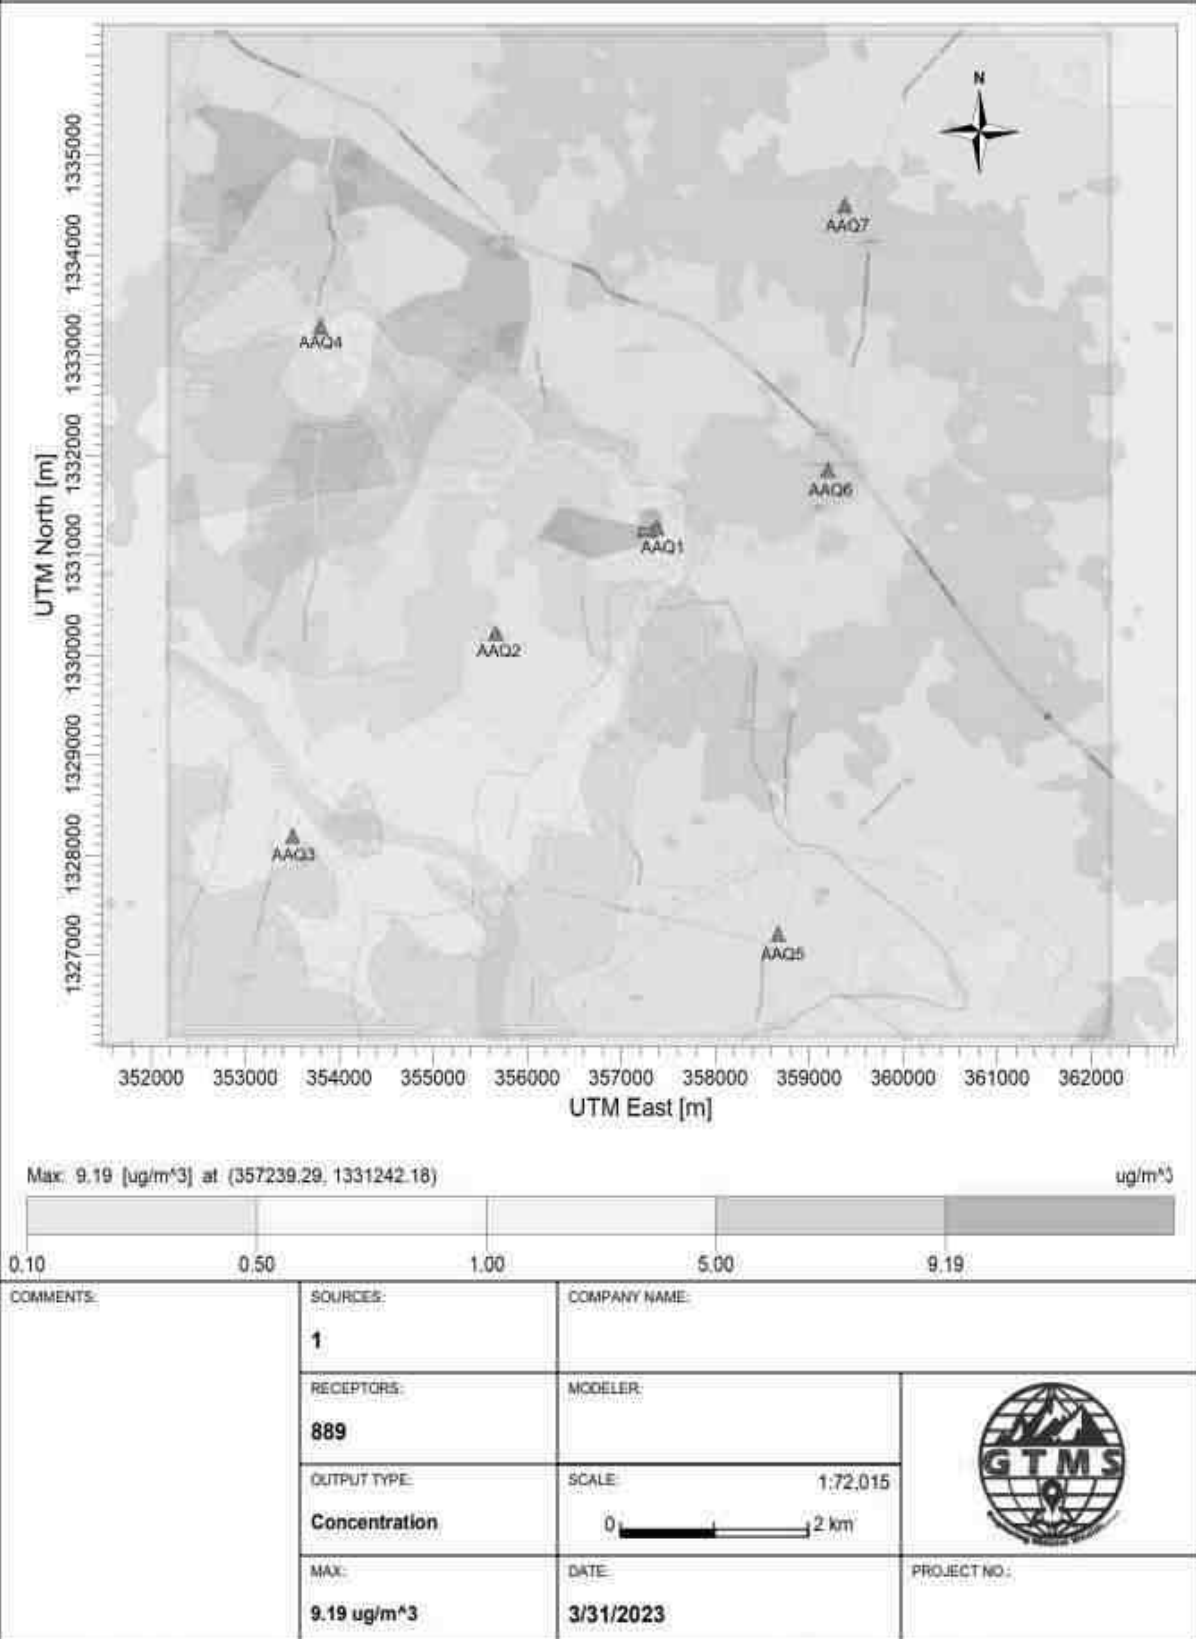 N
AAQ7
AAQ4
AAQ6
AAQ1
AAQ2
AAQ3
AAQ5
UTM North [m]
1335000
1334000
1333000
1332000
1331000
1330000
1329000
1328000
1327000
352000 353000 354000 355000 356000 357000 358000 359000 360000 361000 362000
UTM East [m]
Max: 9.19 [ug/m^3] at (357239.29, 1331242.18)
ug/m^3
0.10 0.50 1.00 5.00 9.19
COMMENTS:
SOURCES:
1
COMPANY NAME:
RECEPTORS:
889
MODELER:
OUTPUT TYPE:
Concentration
SCALE: 1:72,015
0 2 km
MAX:
9.19 ug/m^3
DATE:
3/31/2023
PROJECT NO.:
GTMS